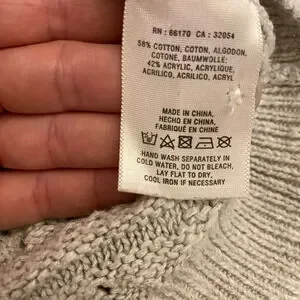 RN : 66170 CA : 32054
58% COTTON, COTON, ALGODON,
COTONE, BAUMWOLLE;
42% ACRYLIC, ACRYLIQUE,
ACRILICO, ACRILICO, ACRYL
MADE IN CHINA,
HECHO EN CHINA,
FABRIQUÉ EN CHINE
HAND WASH SEPARATELY IN
COLD WATER, DO NOT BLEACH,
LAY FLAT TO DRY,
COOL IRON IF NECESSARY